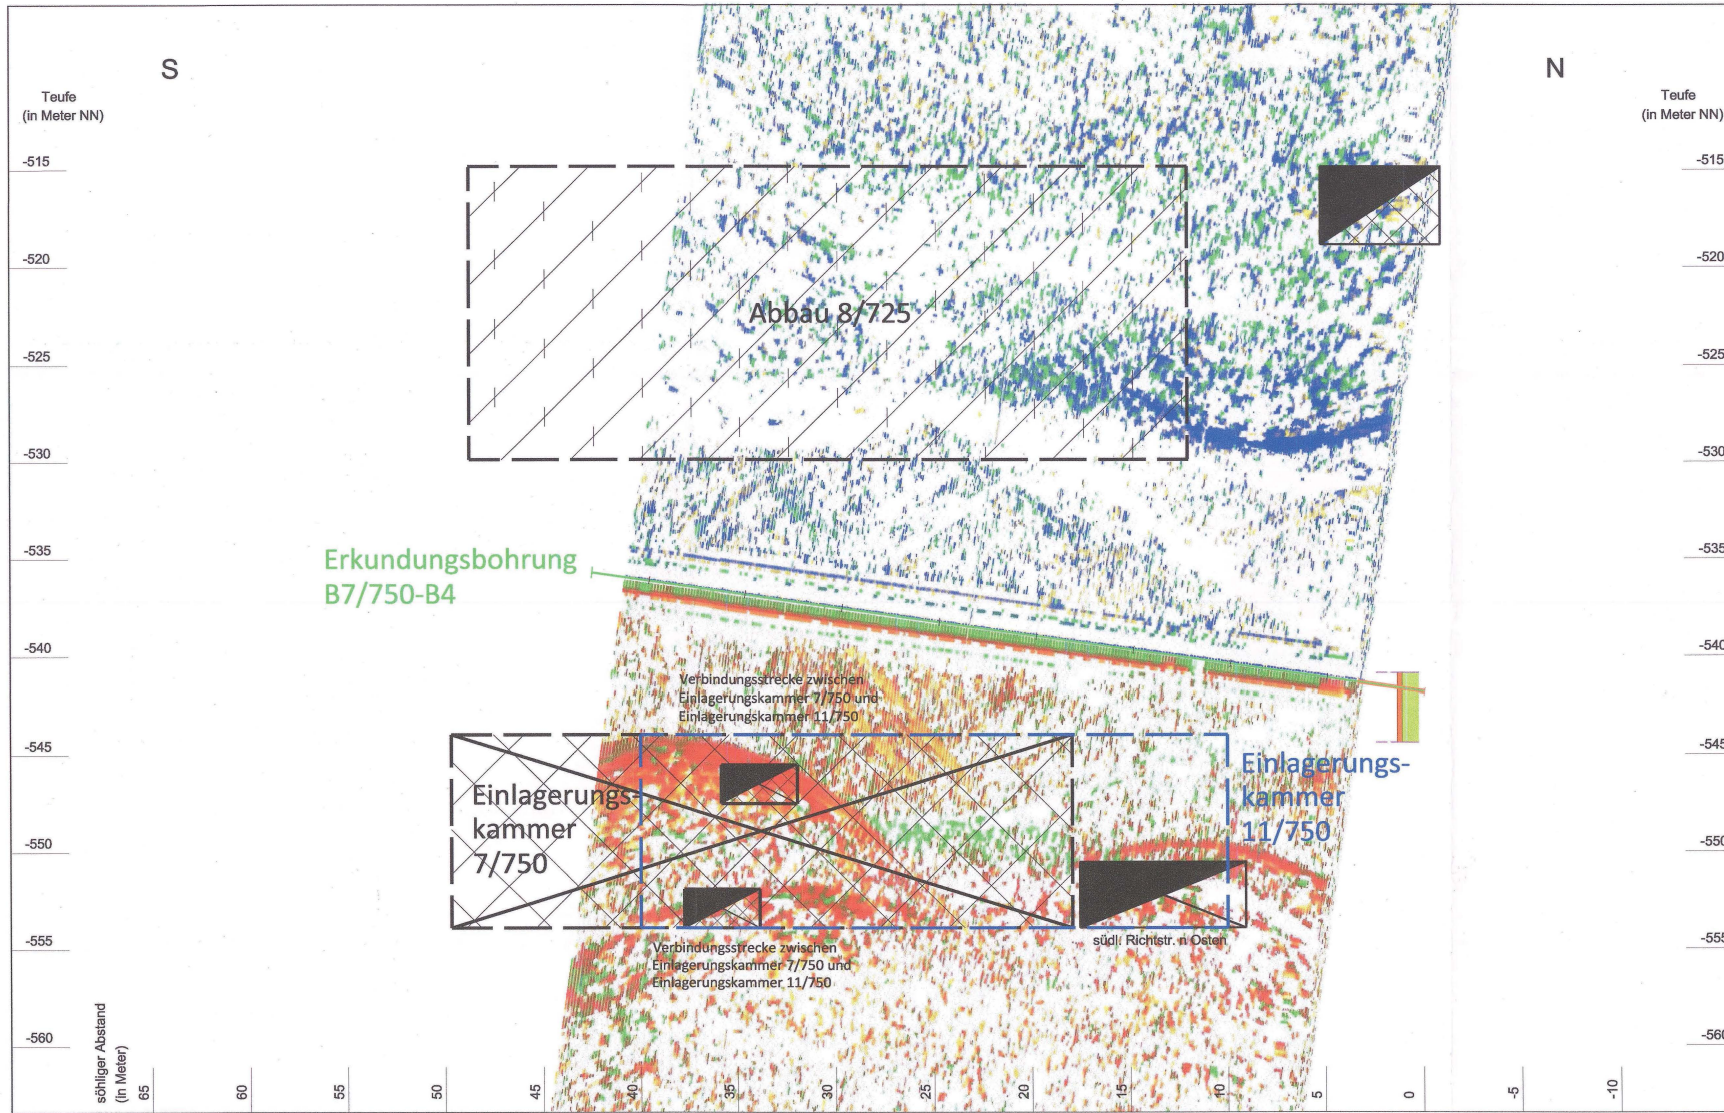 S
N
Teufe
(in Meter NN)
Teufe
(in Meter NN)
-515
-520
-525
-530
-535
-540
-545
-550
-555
-560
-515
-520
-525
-530
-535
-540
-545
-550
-555
-560
Abbau 8/725
Erkundungsbohrung
B7/750-B4
Verbindungsstrecke zwischen
Einlagerungskammer 7/750 und
Einlagerungskammer 11/750
Einlagerungs-
kammer
7/750
Einlagerungs-
kammer
11/750
südl. Richtstr. n Osten
Verbindungsstrecke zwischen
Einlagerungskammer 7/750 und
Einlagerungskammer 11/750
söhliger Abstand
(in Meter)
65
60
55
50
45
40
35
30
25
20
15
10
5
0
-5
-10